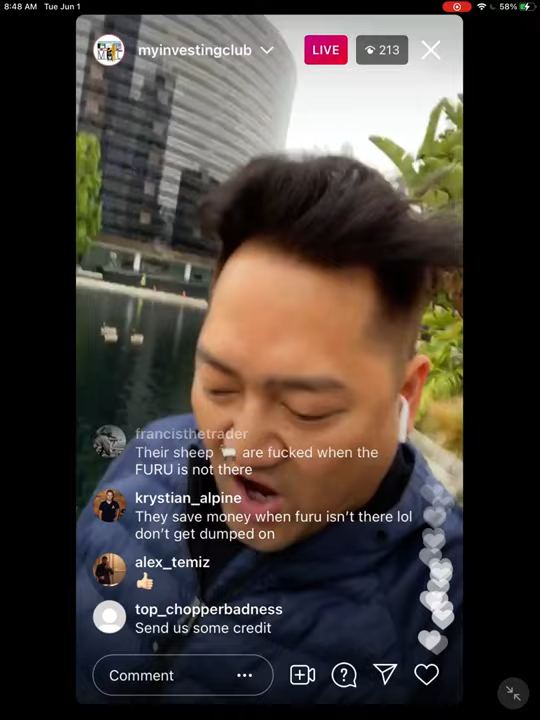 8:48 AM Tue Jun 1
58%
myinvestingclub
LIVE
213
francisthetrader
Their sheep 🐑 are fucked when the
FURU is not there
krystian_alpine
They save money when furu isn't there lol
don't get dumped on
alex_temiz
👍🏻
top_chopperbadness
Send us some credit
Comment